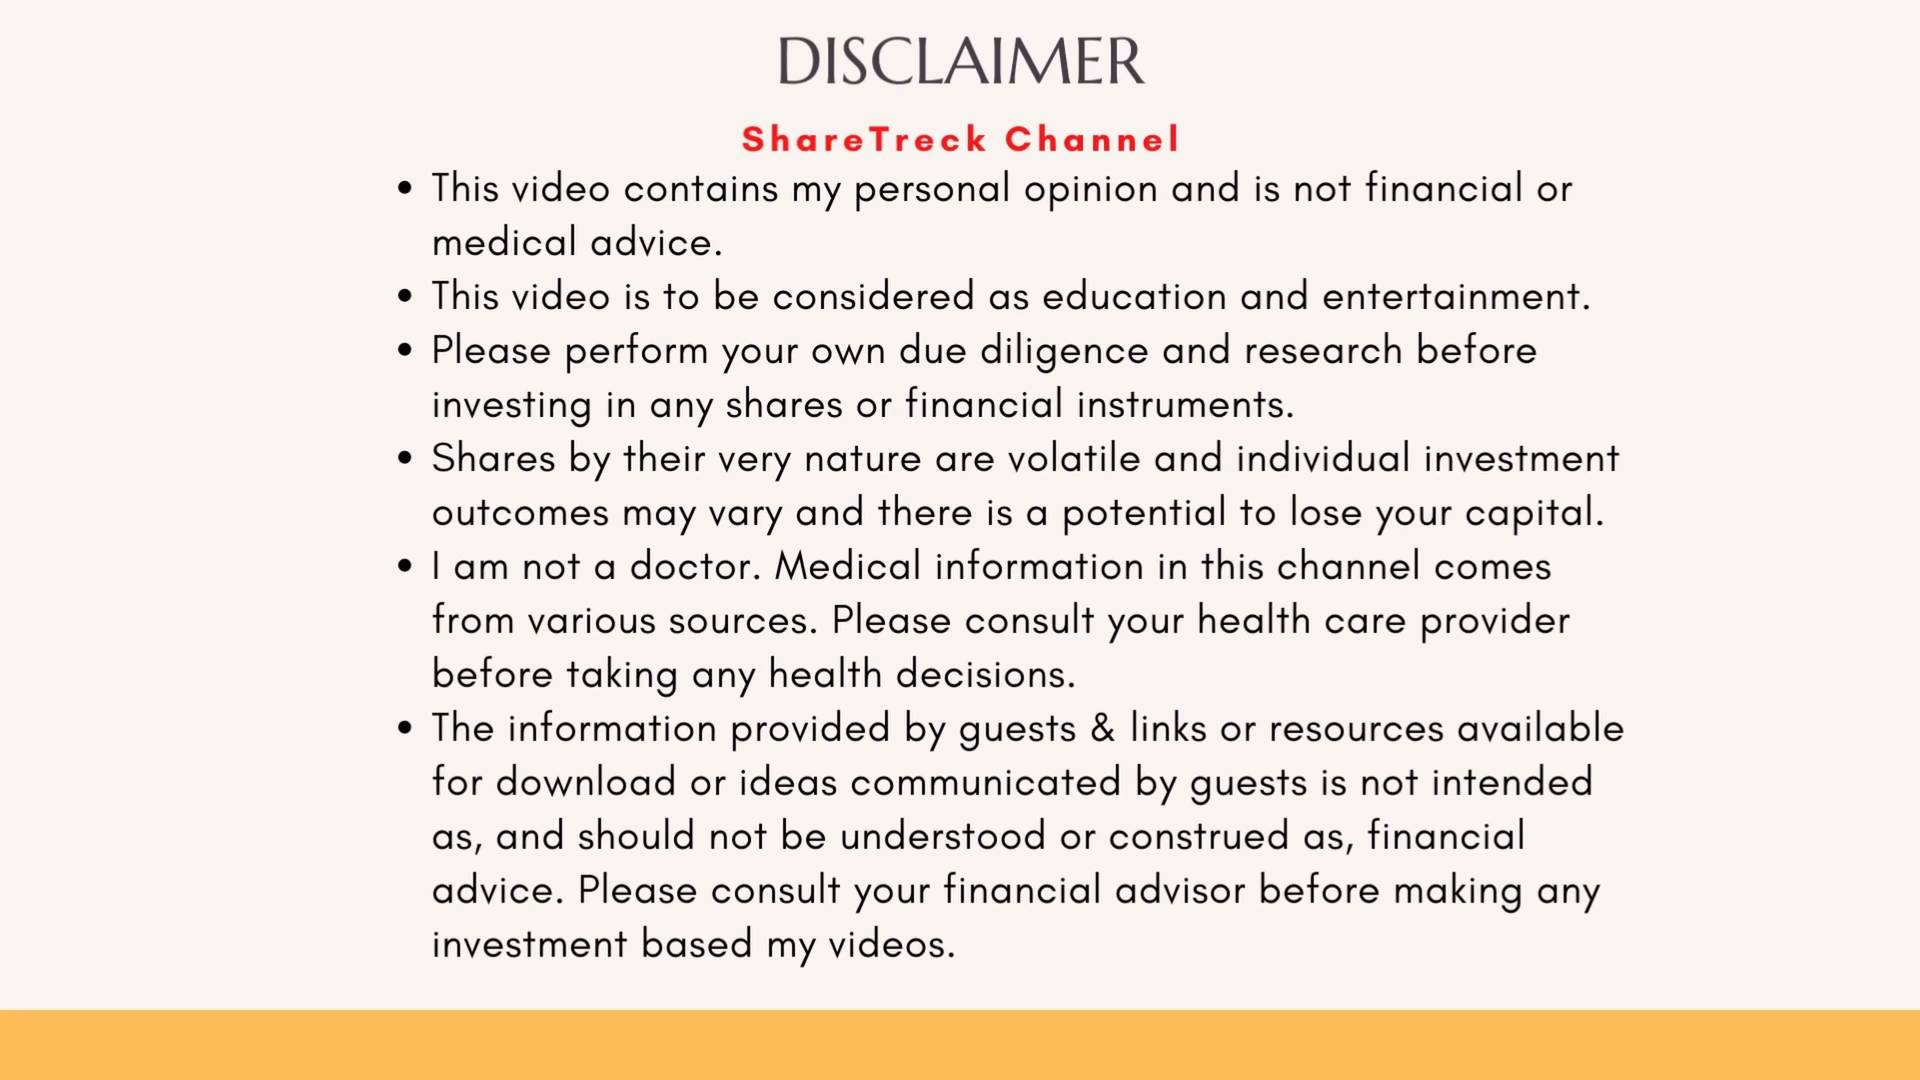 DISCLAIMER
ShareTreck Channel
• This video contains my personal opinion and is not financial or
medical advice.
• This video is to be considered as education and entertainment.
• Please perform your own due diligence and research before
investing in any shares or financial instruments.
• Shares by their very nature are volatile and individual investment
outcomes may vary and there is a potential to lose your capital.
• I am not a doctor. Medical information in this channel comes
from various sources. Please consult your health care provider
before taking any health decisions.
• The information provided by guests & links or resources available
for download or ideas communicated by guests is not intended
as, and should not be understood or construed as, financial
advice. Please consult your financial advisor before making any
investment based my videos.